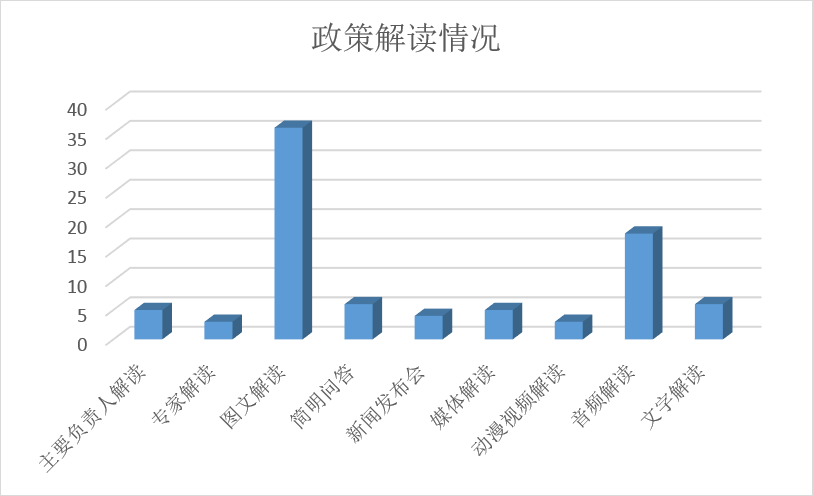 政策解读情况
40
35
30
25
20
15
10
5
0
主要负责人解读
专家解读
图文解读
简明问答
新闻发布会
媒体解读
动漫视频解读
音频解读
文字解读